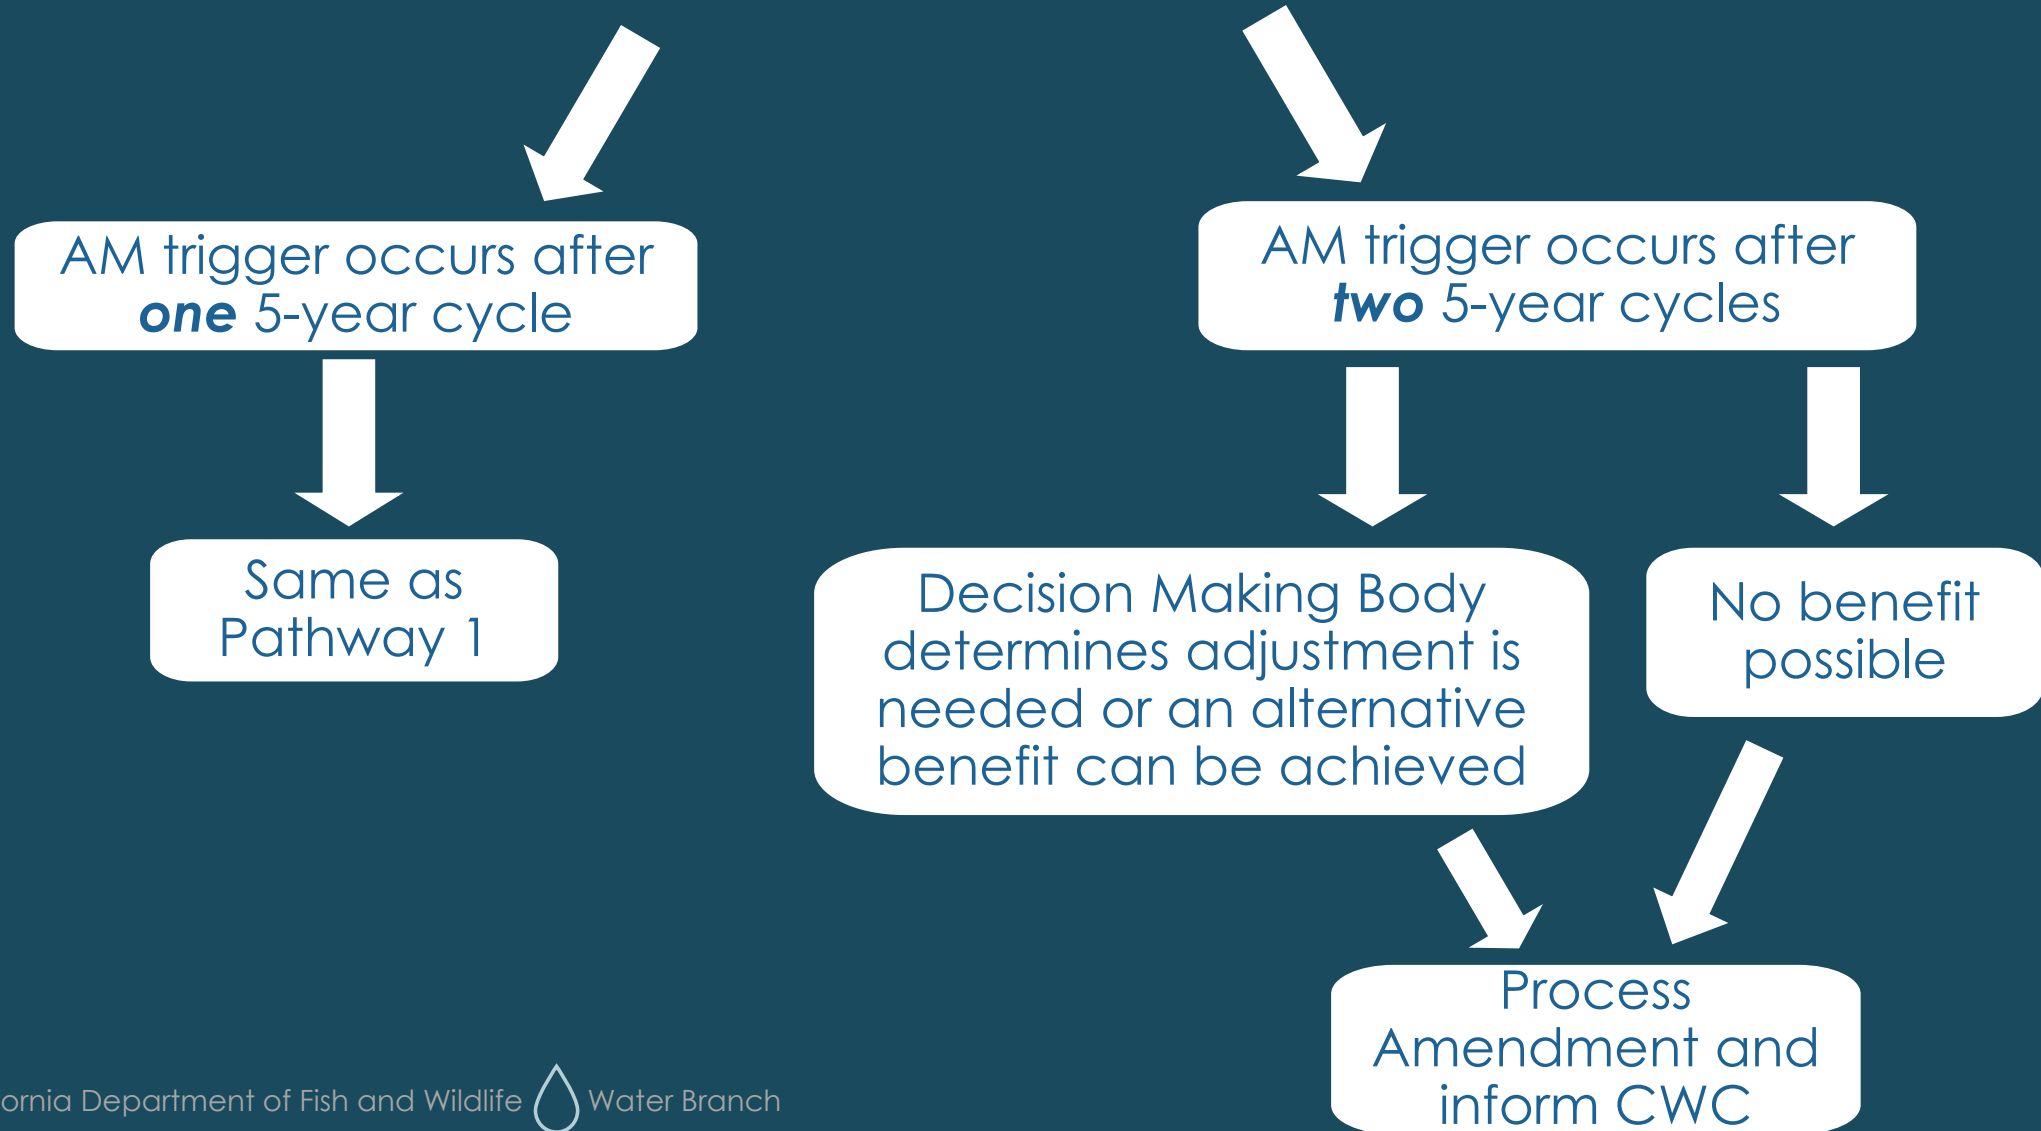 AM trigger occurs after
one 5-year cycle
AM trigger occurs after
two 5-year cycles
Same as
Pathway 1
Decision Making Body
determines adjustment is
needed or an alternative
benefit can be achieved
No benefit
possible
Process
Amendment and
inform CWC
ornia Department of Fish and Wildlife Water Branch